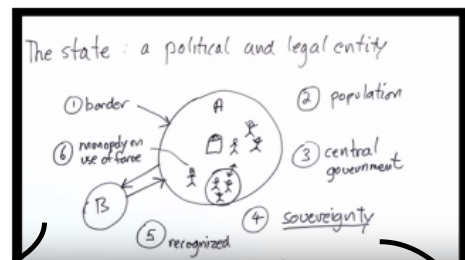 The state : a political and legal entity
① border
A
② population
⑥ monopoly on
use of force
③ central
government
B
④ sovereignty
⑤ recognized